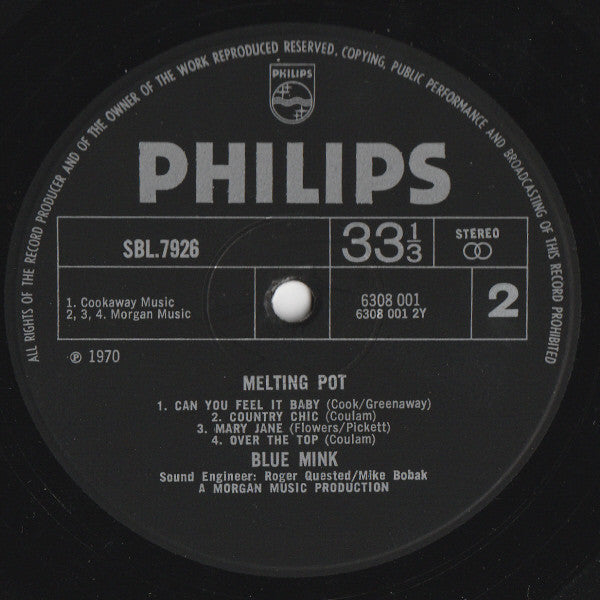 ALL RIGHTS OF THE RECORD PRODUCER AND OF THE OWNER OF THE WORK REPRODUCED RESERVED. COPYING, PUBLIC PERFORMANCE AND BROADCASTING OF THIS RECORD PROHIBITED
PHILIPS
PHILIPS
SBL.7926
33 1/3
STEREO
1. Cookaway Music
2, 3, 4. Morgan Music
6308 001
6308 001 2Y
2
℗ 1970
MELTING POT
1. CAN YOU FEEL IT BABY (Cook/Greenaway)
2. COUNTRY CHIC (Coulam)
3. MARY JANE (Flowers/Pickett)
4. OVER THE TOP (Coulam)
BLUE MINK
Sound Engineer: Roger Quested/Mike Bobak
A MORGAN MUSIC PRODUCTION